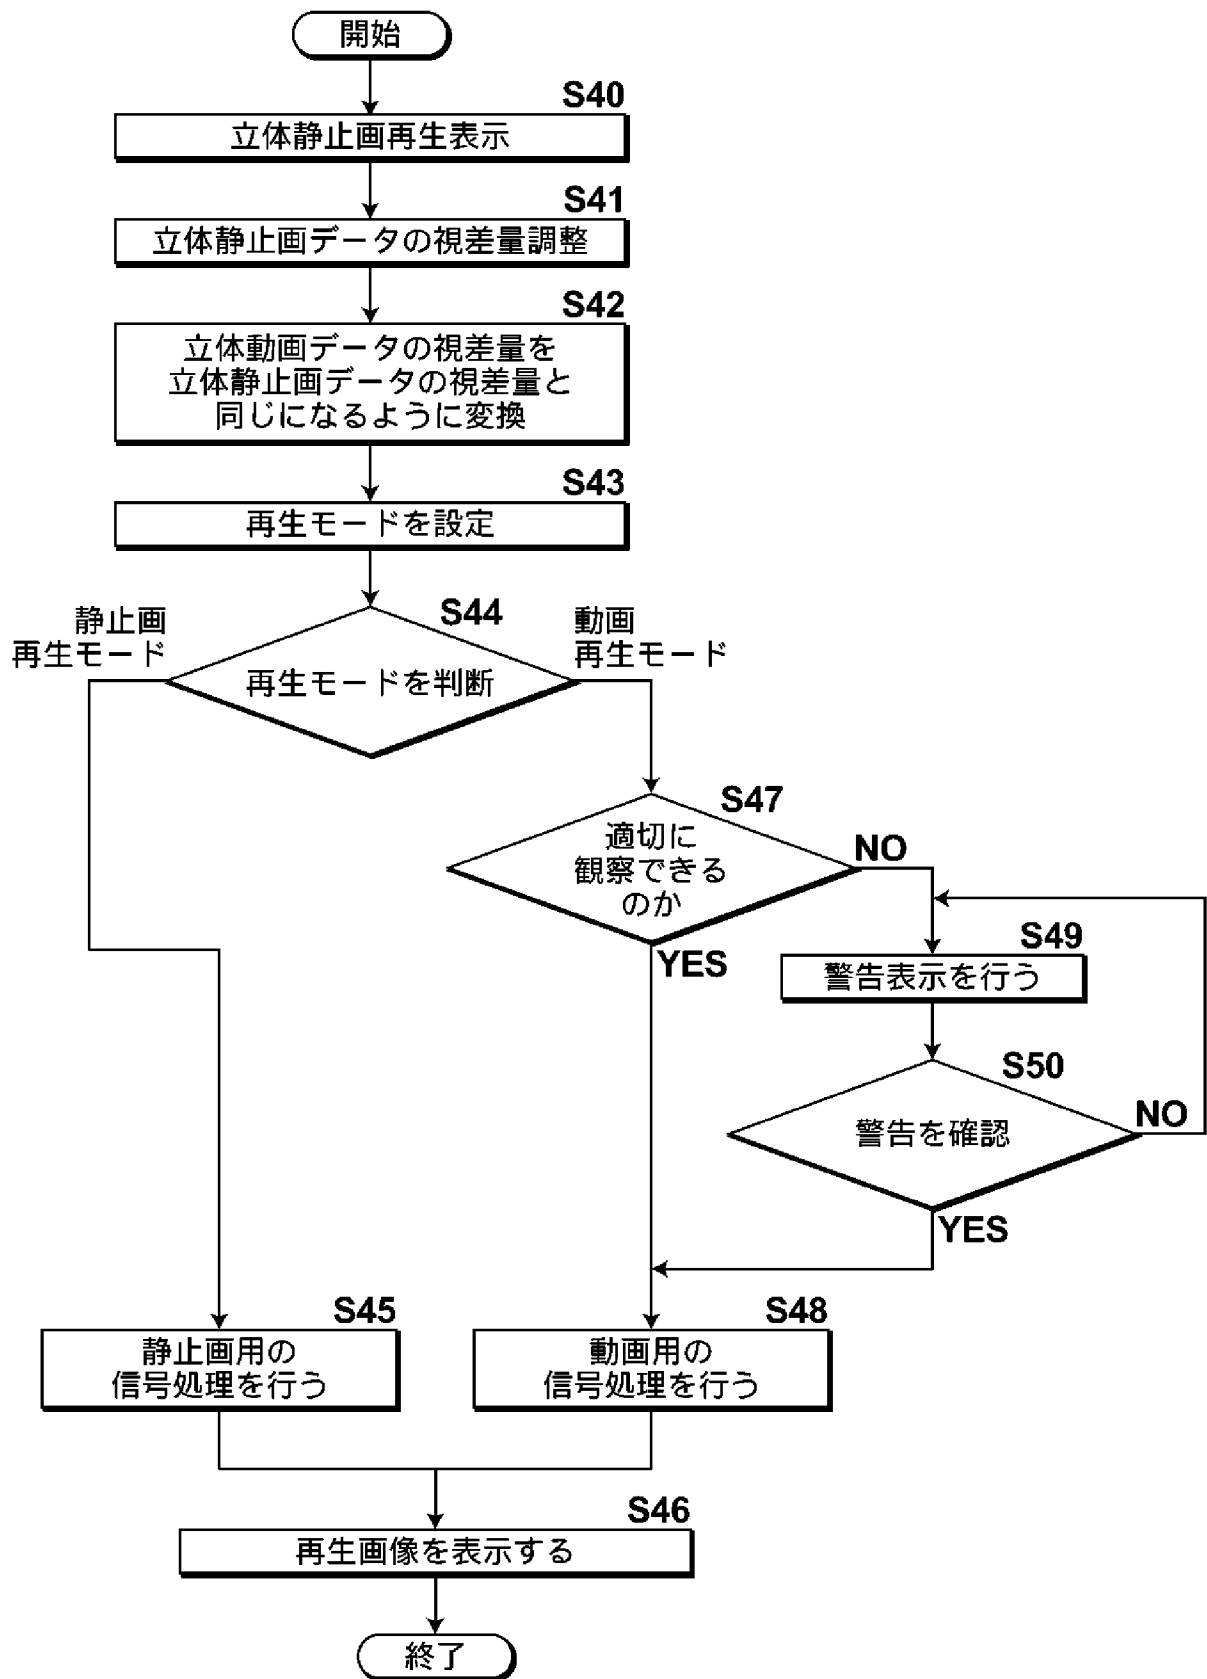 開始
S40
立体静止画再生表示
S41
立体静止画データの視差量調整
S42
立体動画データの視差量を
立体静止画データの視差量と
同じになるように変換
S43
再生モードを設定
S44
静止画
再生モード
動画
再生モード
再生モードを判断
S47
適切に
観察できる
のか
NO
YES
S49
警告表示を行う
S50
警告を確認
NO
YES
S45
静止画用の
信号処理を行う
S48
動画用の
信号処理を行う
S46
再生画像を表示する
終了